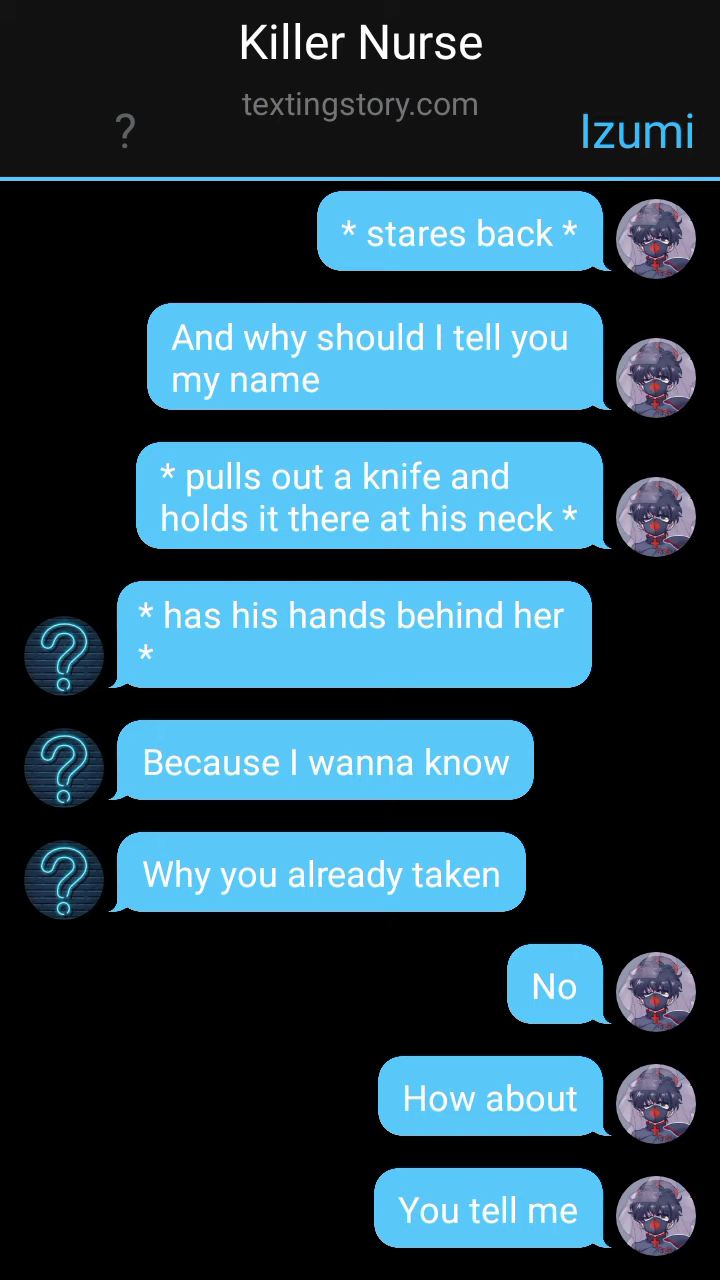 Killer Nurse
textingstory.com
?
Izumi
* stares back *
And why should I tell you
my name
* pulls out a knife and
holds it there at his neck *
* has his hands behind her
*
Because I wanna know
Why you already taken
No
How about
You tell me